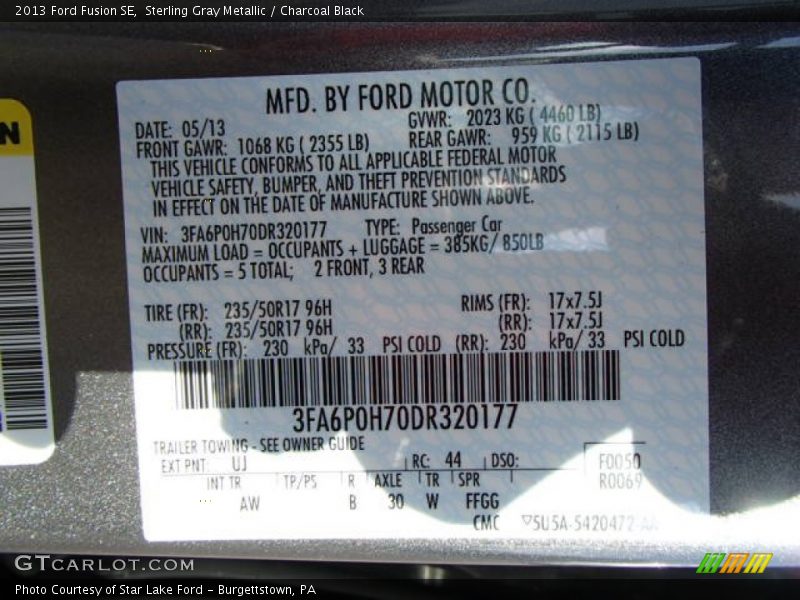 2013 Ford Fusion SE, Sterling Gray Metallic / Charcoal Black
N
MFD. BY FORD MOTOR CO.
DATE: 05/13 GVWR: 2023 KG ( 4460 LB)
FRONT GAWR: 1068 KG ( 2355 LB) REAR GAWR: 959 KG ( 2115 LB)
THIS VEHICLE CONFORMS TO ALL APPLICABLE FEDERAL MOTOR
VEHICLE SAFETY, BUMPER, AND THEFT PREVENTION STANDARDS
IN EFFECT ON THE DATE OF MANUFACTURE SHOWN ABOVE.
VIN: 3FA6P0H70DR320177 TYPE: Passenger Car
MAXIMUM LOAD = OCCUPANTS + LUGGAGE = 385KG/ 850LB
OCCUPANTS = 5 TOTAL; 2 FRONT, 3 REAR
TIRE (FR): 235/50R17 96H RIMS (FR): 17x7.5J
(RR): 235/50R17 96H (RR): 17x7.5J
PRESSURE (FR): 230 kPa/ 33 PSI COLD (RR): 230 kPa/ 33 PSI COLD
3FA6P0H70DR320177
TRAILER TOWING - SEE OWNER GUIDE
EXT PNT: UJ RC: 44 DSO: F0050
R0069
INT TR TP/PS R AXLE TR SPR
AW B 30 W FFGG
CMC ▽5U5A-5420472-AA
GTCARLOT.COM
Photo Courtesy of Star Lake Ford - Burgettstown, PA